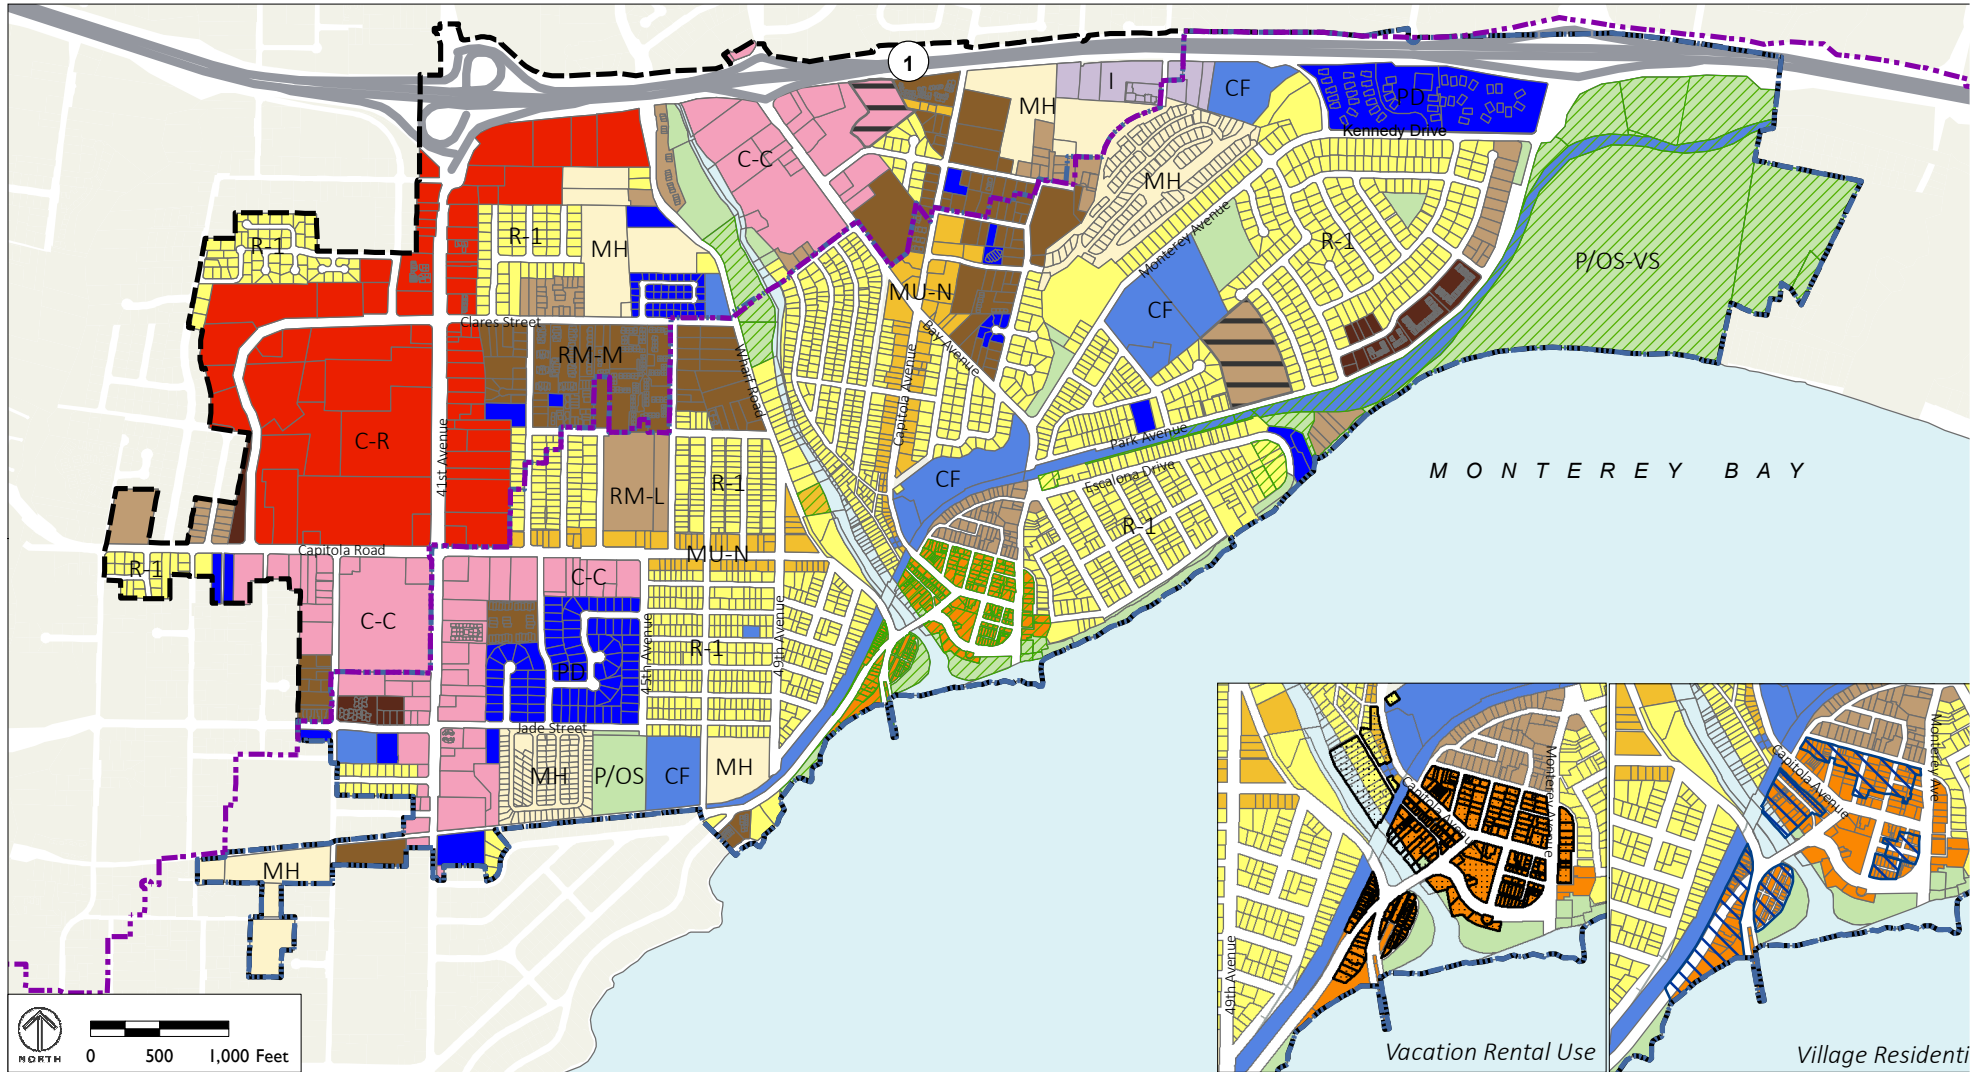 1
I
CF
PD
MH
Kennedy Drive
C-C
MH
R-1
R-1
MH
Monterey Avenue
R-1
P/OS-VS
MU-N
CF
Clares Street
RM-M
Bay Avenue
Wharf Road
Capitola Avenue
C-R
41st Avenue
Park Avenue
Escalona Drive
MONTEREY BAY
RM-L
R-1
CF
R-1
Capitola Road
MU-N
R-1
C-C
C-C
45th Avenue
R-1
49th Avenue
PD
Jade Street
MH
P/OS
CF
MH
MH
Capitola Avenue
Monterey Avenue
49th Avenue
Vacation Rental Use
Capitola Avenue
Monterey Ave
Village Residenti
NORTH
0 500 1,000 Feet